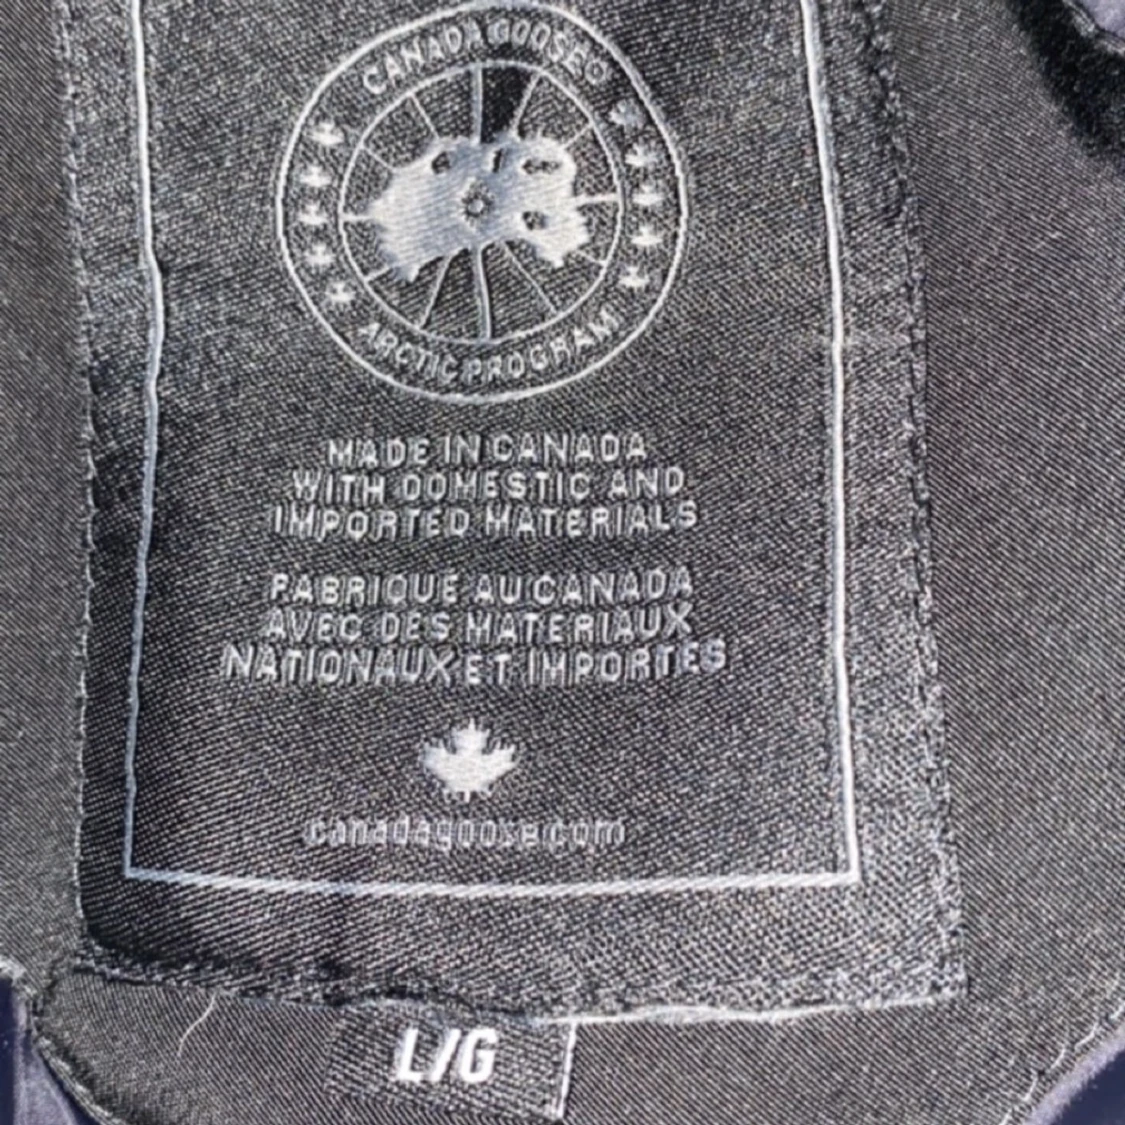 CANADA GOOSE®
ARCTIC PROGRAM
MADE IN CANADA
WITH DOMESTIC AND
IMPORTED MATERIALS
FABRIQUE AU CANADA
AVEC DES MATERIAUX
NATIONAUX ET IMPORTES
canadagoose.com
L/G